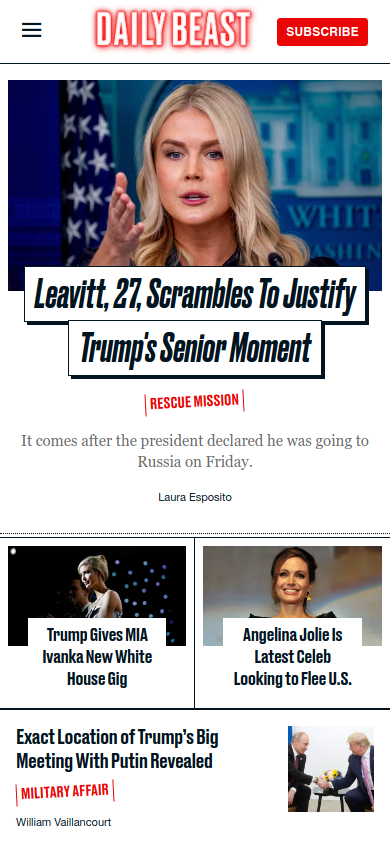 DAILY BEAST
SUBSCRIBE
WHIT
WASHIN
Leavitt, 27, Scrambles To Justify
Trump's Senior Moment
RESCUE MISSION
It comes after the president declared he was going to
Russia on Friday.
Laura Esposito
Trump Gives MIA
Ivanka New White
House Gig
Angelina Jolie Is
Latest Celeb
Looking to Flee U.S.
Exact Location of Trump’s Big
Meeting With Putin Revealed
MILITARY AFFAIR
William Vaillancourt